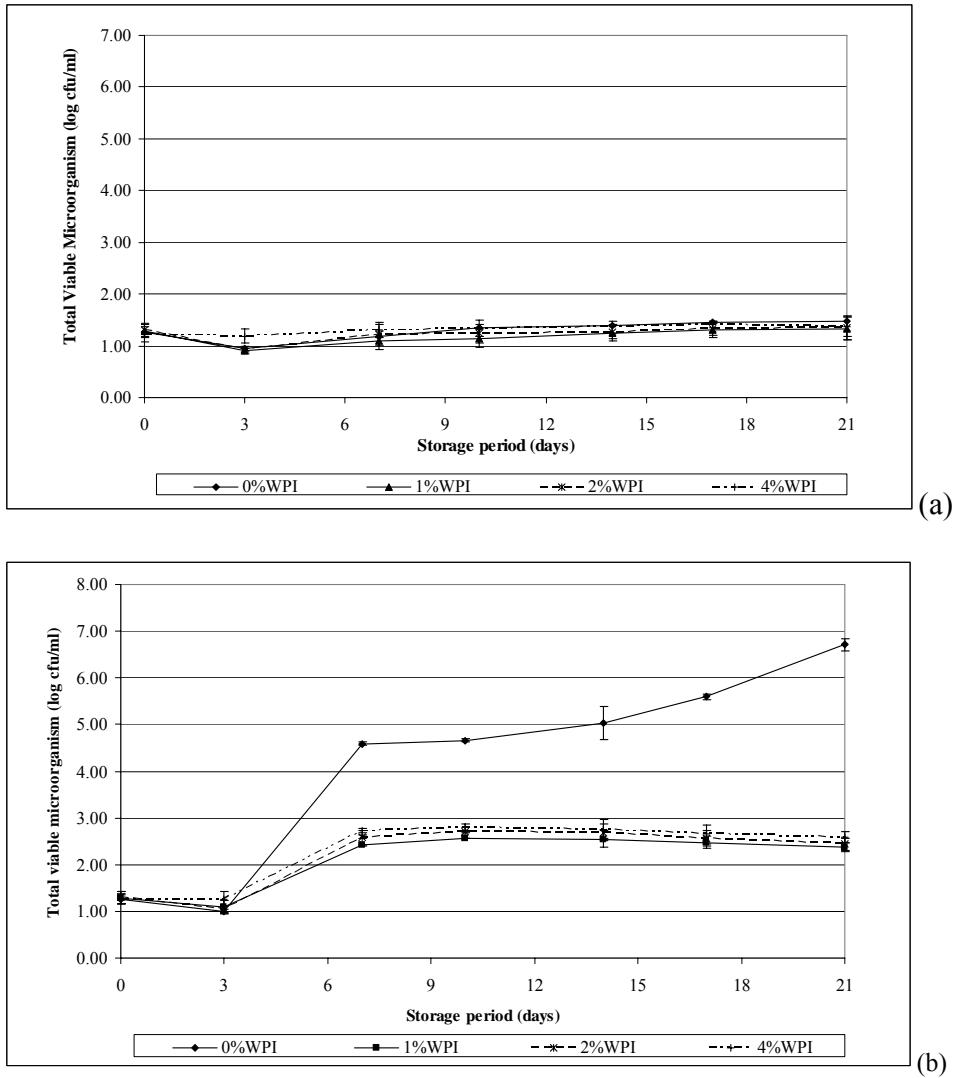 7.00
6.00
5.00
4.00
3.00
2.00
1.00
0.00
Total Viable Microorganism (log cfu/ml)
0 3 6 9 12 15 18 21
Storage period (days)
0%WPI 1%WPI 2%WPI 4%WPI
(a)
8.00
7.00
6.00
5.00
4.00
3.00
2.00
1.00
0.00
Total viable microorganism (log cfu/ml)
0 3 6 9 12 15 18 21
Storage period (days)
0%WPI 1%WPI 2%WPI 4%WPI
(b)